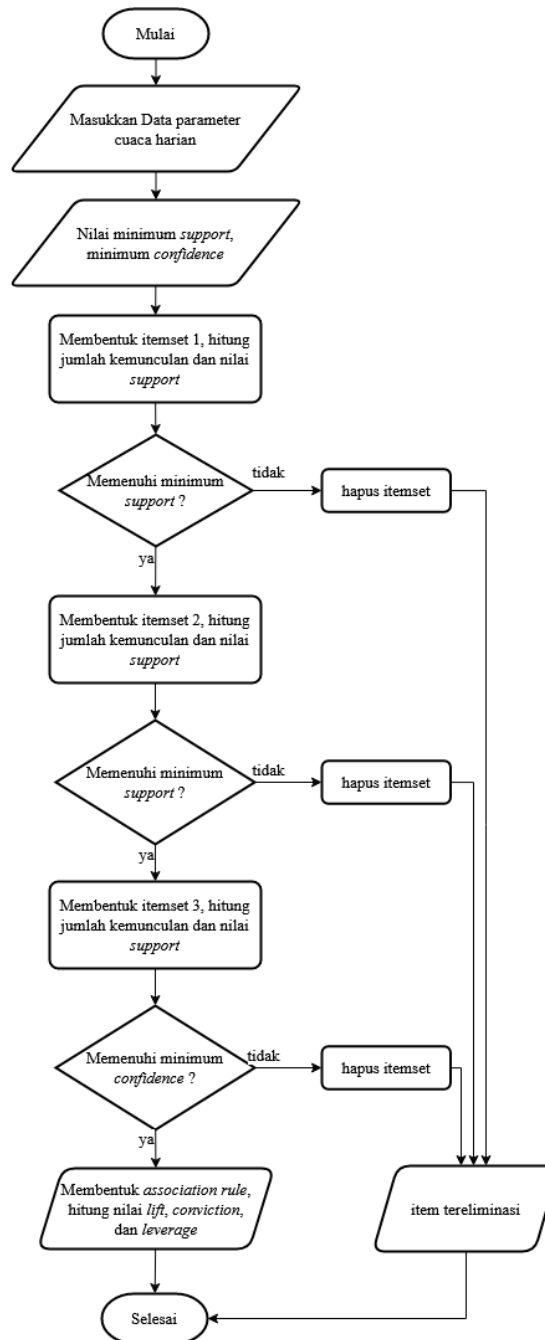 Mulai
Masukkan Data parameter
cuaca harian
Nilai minimum support,
minimum confidence
Membentuk itemset 1, hitung
jumlah kemunculan dan nilai
support
Memenuhi minimum
support ?
tidak
hapus itemset
ya
Membentuk itemset 2, hitung
jumlah kemunculan dan nilai
support
Memenuhi minimum
support ?
tidak
hapus itemset
ya
Membentuk itemset 3, hitung
jumlah kemunculan dan nilai
support
Memenuhi minimum
confidence ?
tidak
hapus itemset
ya
Membentuk association rule,
hitung nilai lift, conviction,
dan leverage
item tereliminasi
Selesai